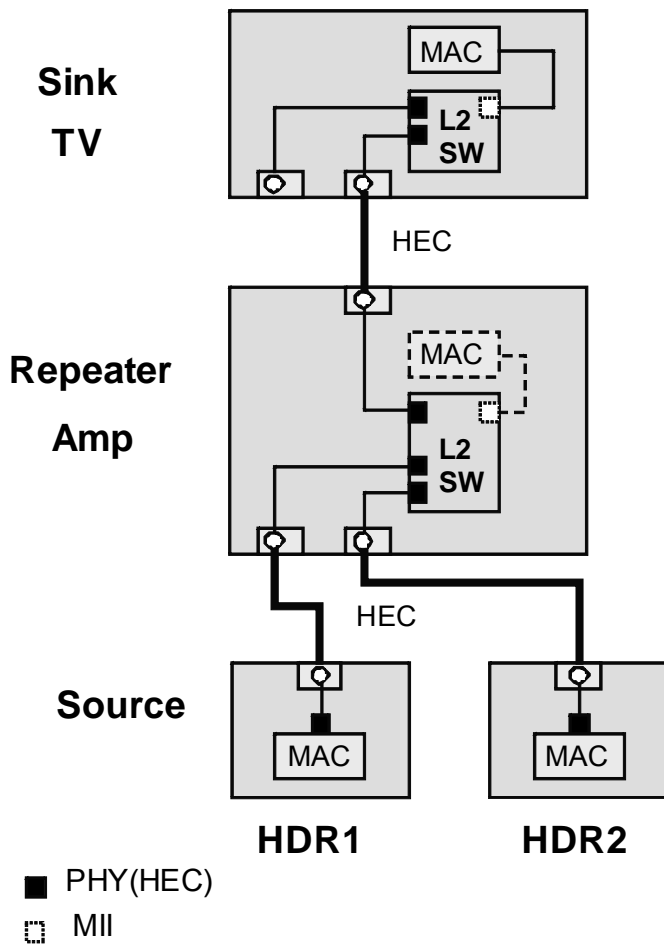 Sink
TV
MAC
L2
SW
HEC
Repeater
Amp
MAC
L2
SW
HEC
Source
MAC
MAC
HDR1
HDR2
PHY(HEC)
MII